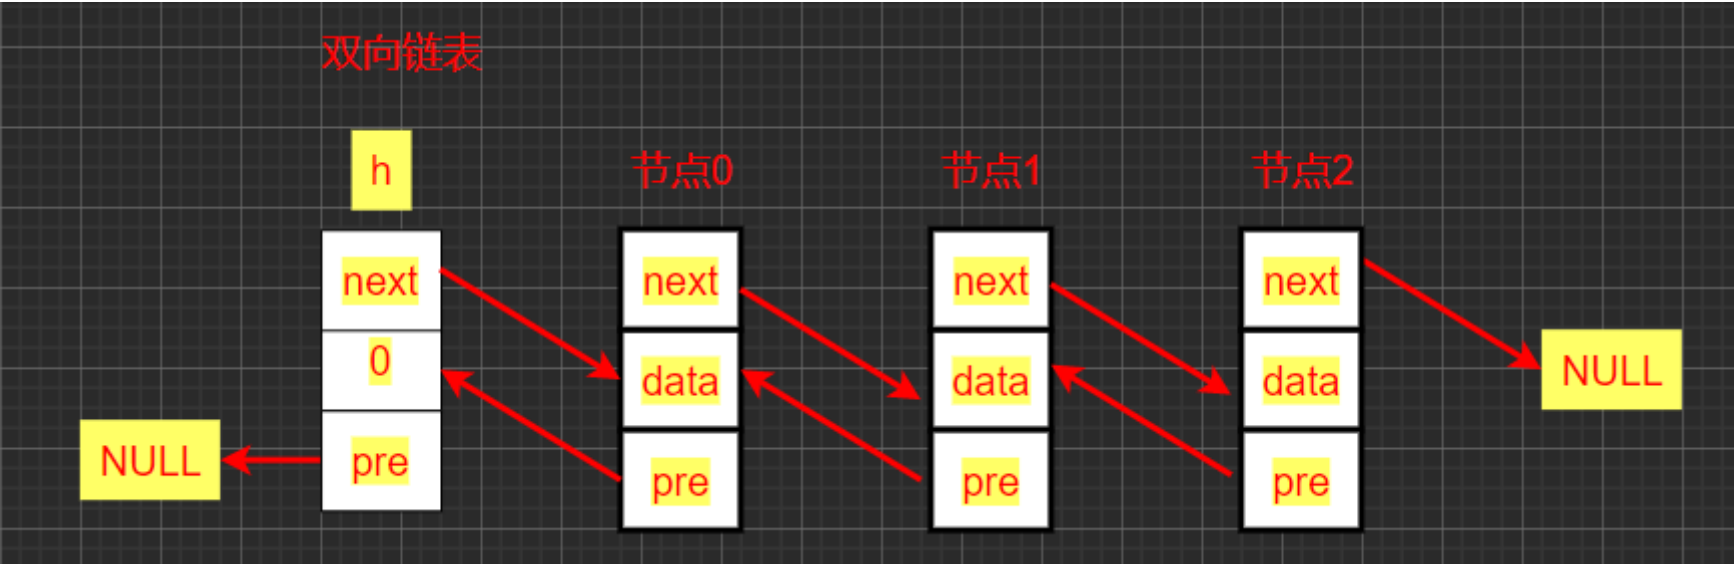 双向链表
h
节点0
节点1
节点2
next
next
next
next
0
data
data
data
NULL
NULL
pre
pre
pre
pre